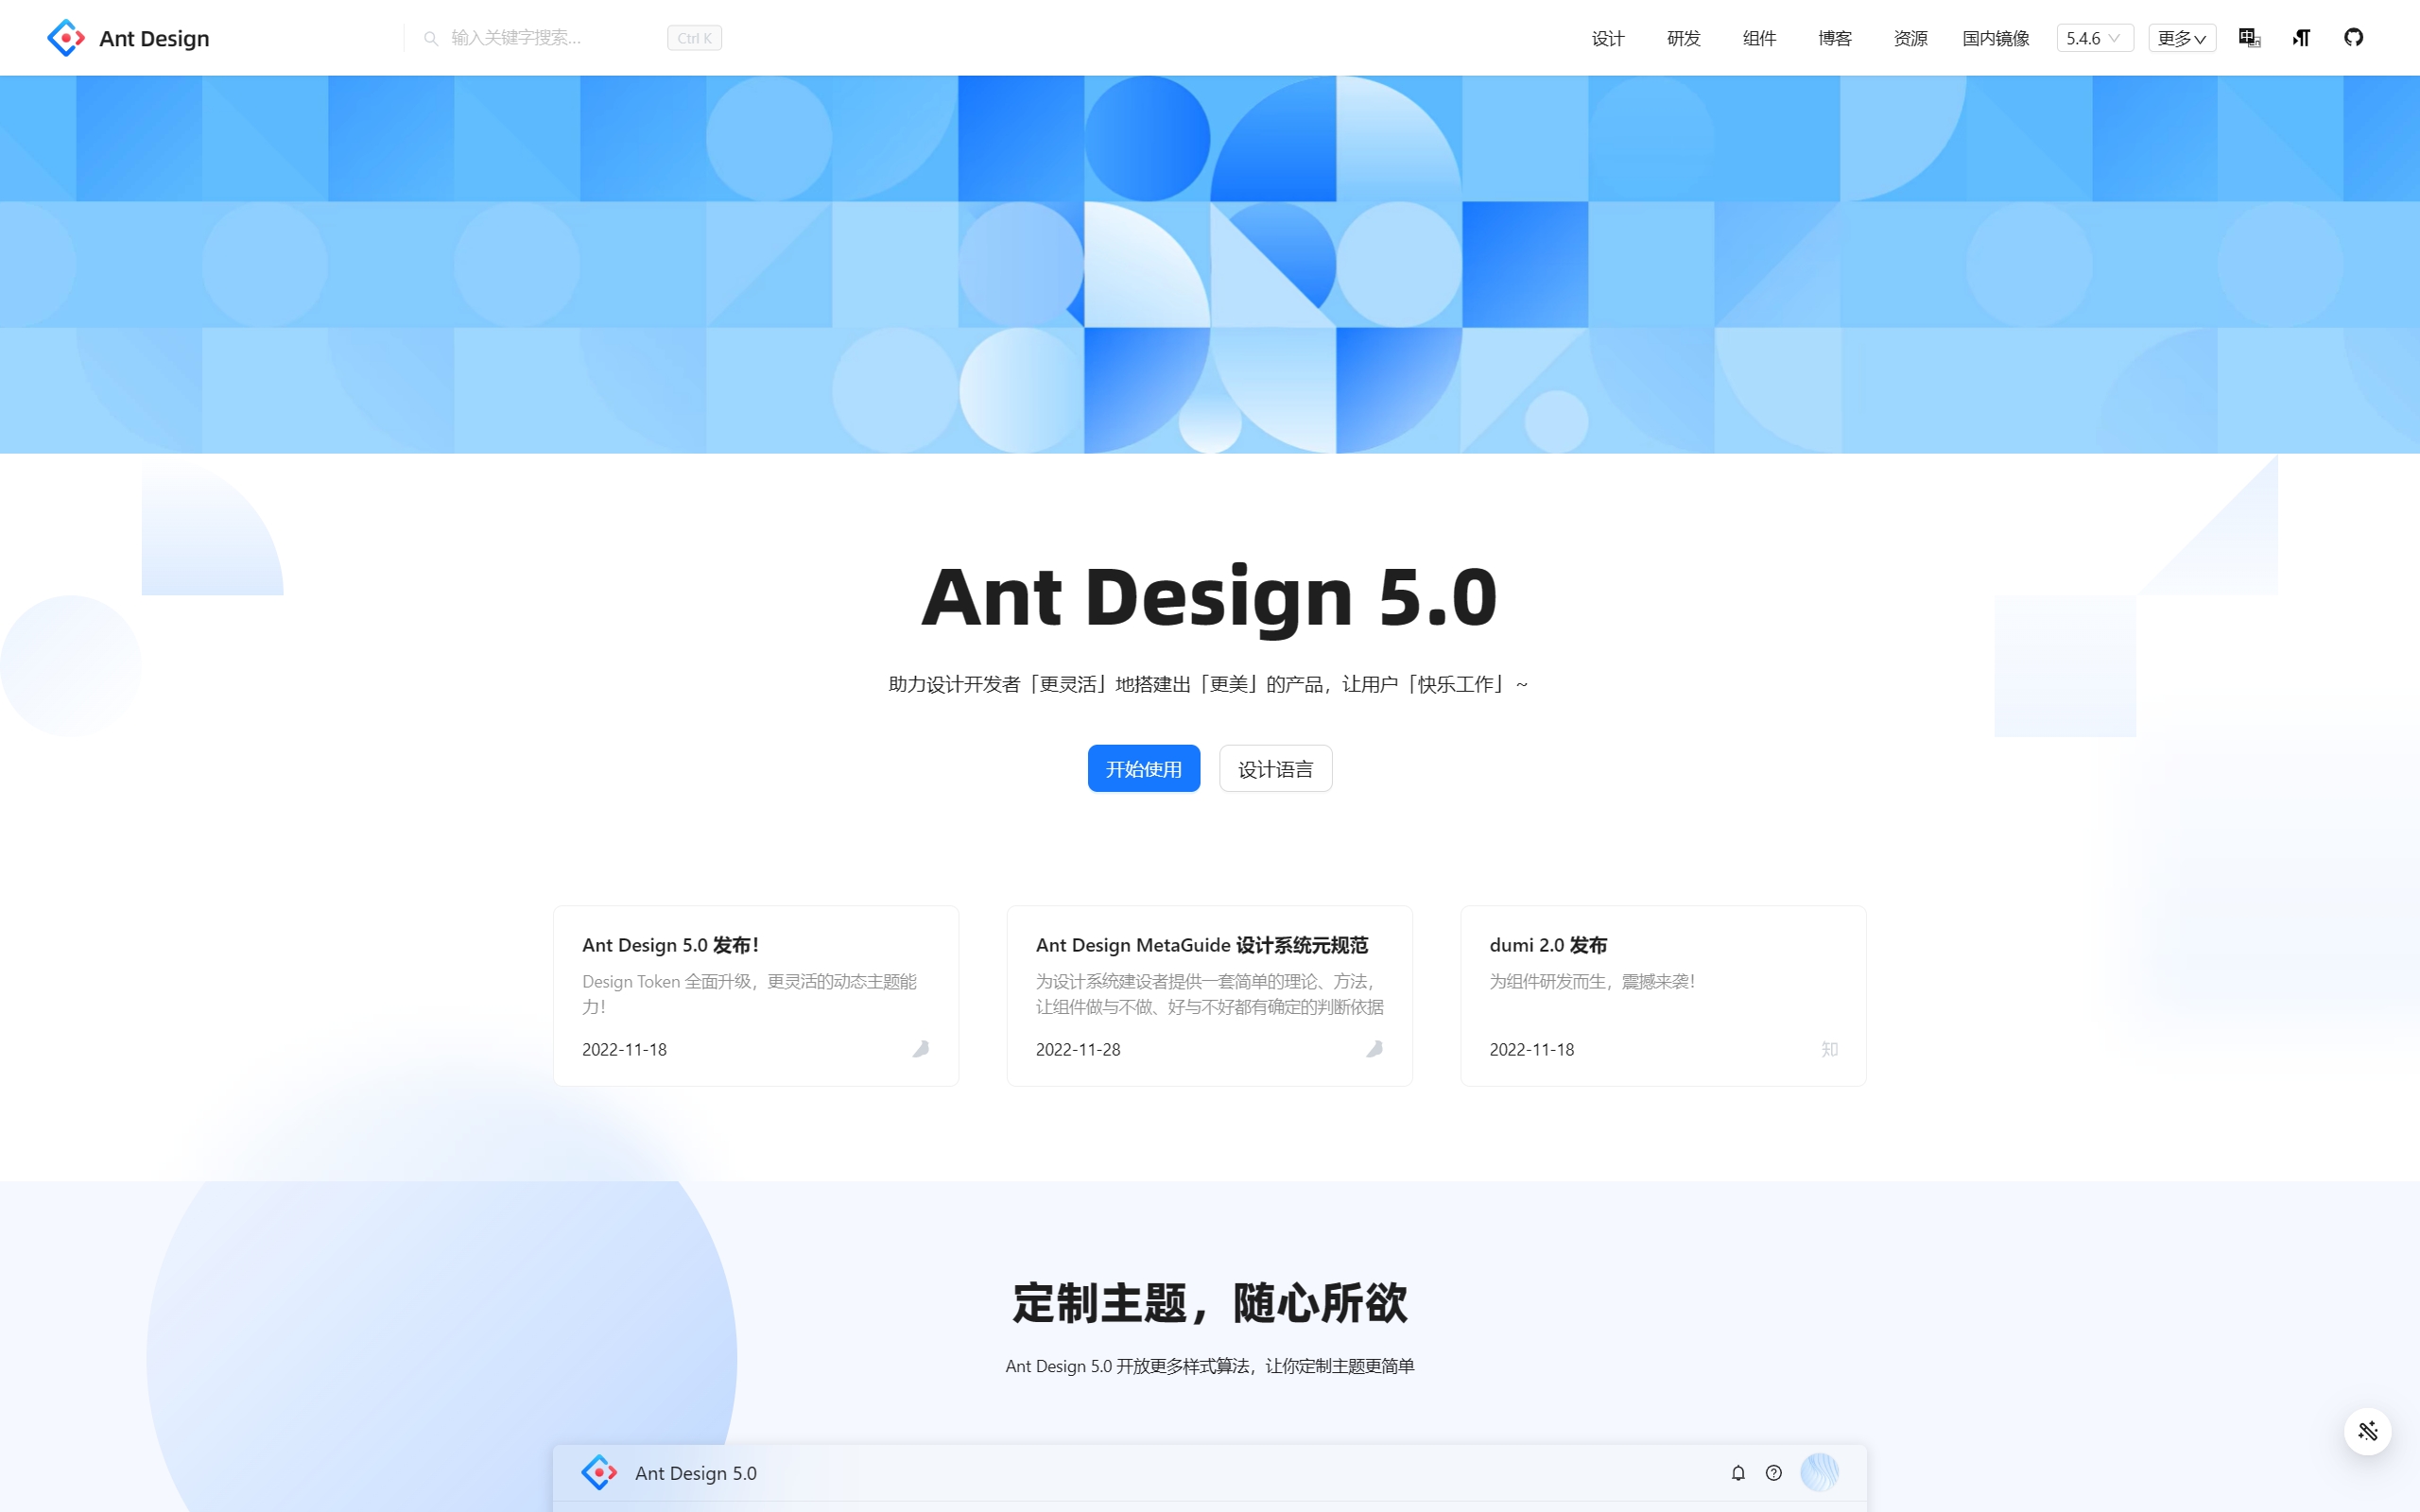 Ant Design
输入关键字搜索...
Ctrl K
设计
研发
组件
博客
资源
国内镜像
5.4.6
更多
中
Ant Design 5.0
助力设计开发者「更灵活」地搭建出「更美」的产品，让用户「快乐工作」~
开始使用
设计语言
Ant Design 5.0 发布！
Design Token 全面升级，更灵活的动态主题能
力！
2022-11-18
Ant Design MetaGuide 设计系统元规范
为设计系统建设者提供一套简单的理论、方法，
让组件做与不做、好与不好都有确定的判断依据
2022-11-28
dumi 2.0 发布
为组件研发而生，震撼来袭！
2022-11-18
知
定制主题，随心所欲
Ant Design 5.0 开放更多样式算法，让你定制主题更简单
Ant Design 5.0